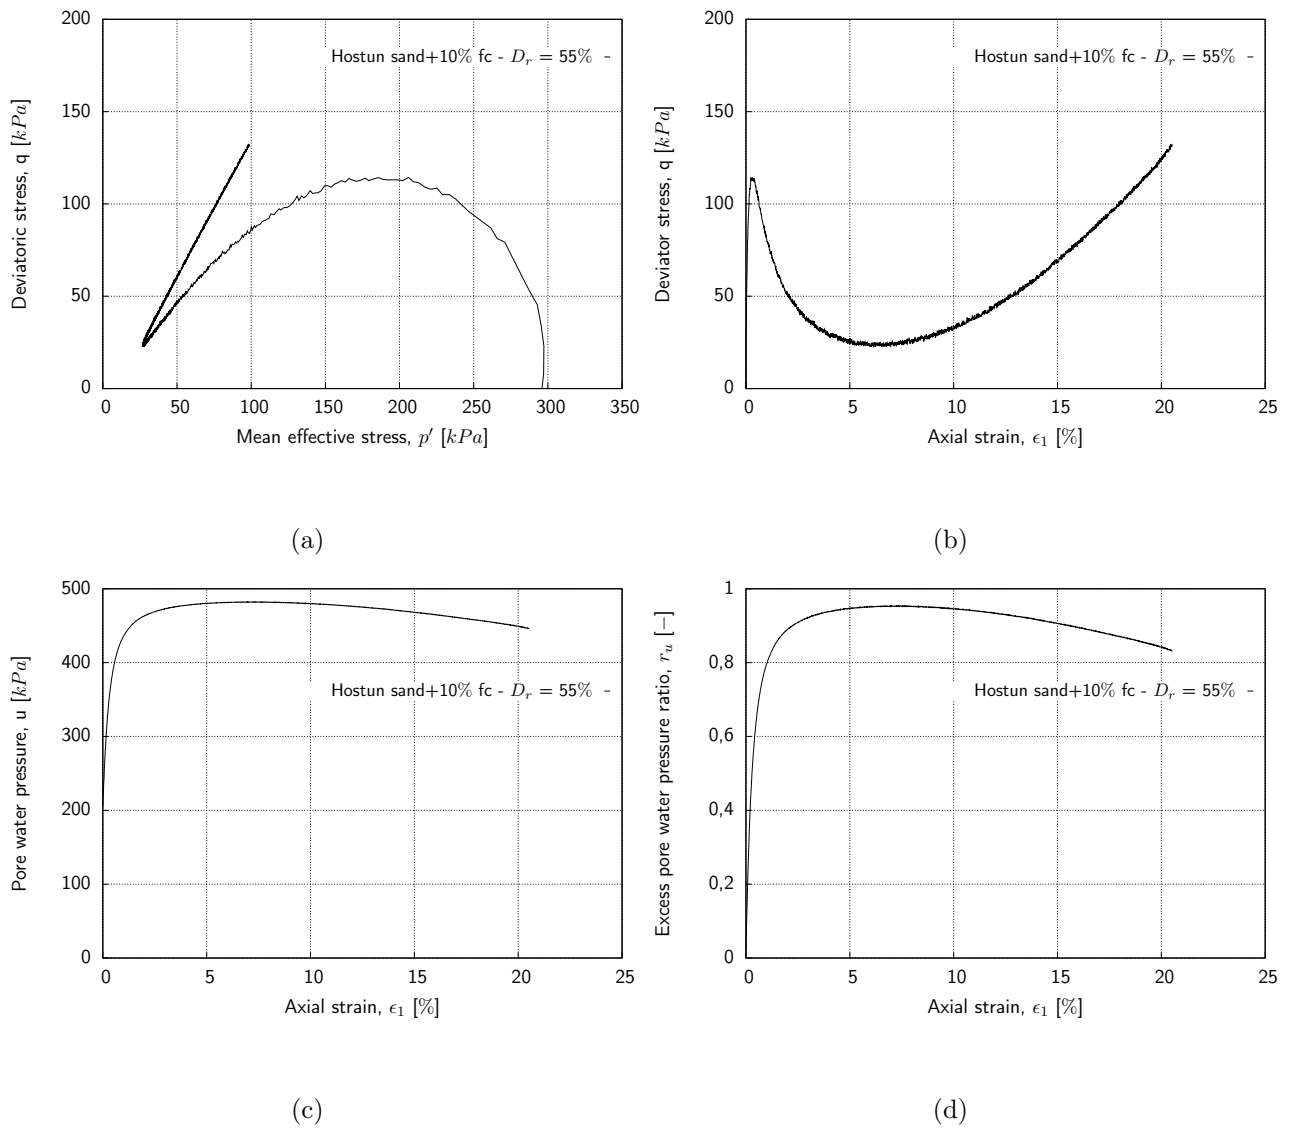 200
150
100
50
0
0 50 100 150 200 250 300 350
Deviatoric stress, q [kPa]
Mean effective stress, p′ [kPa]
Hostun sand+10% fc - D_r = 55%
(a)
200
150
100
50
0
0 5 10 15 20 25
Deviator stress, q [kPa]
Axial strain, ϵ_1 [%]
Hostun sand+10% fc - D_r = 55%
(b)
500
400
300
200
100
0
0 5 10 15 20 25
Pore water pressure, u [kPa]
Axial strain, ϵ_1 [%]
Hostun sand+10% fc - D_r = 55%
(c)
1
0,8
0,6
0,4
0,2
0
0 5 10 15 20 25
Excess pore water pressure ratio, r_u [−]
Axial strain, ϵ_1 [%]
Hostun sand+10% fc - D_r = 55%
(d)